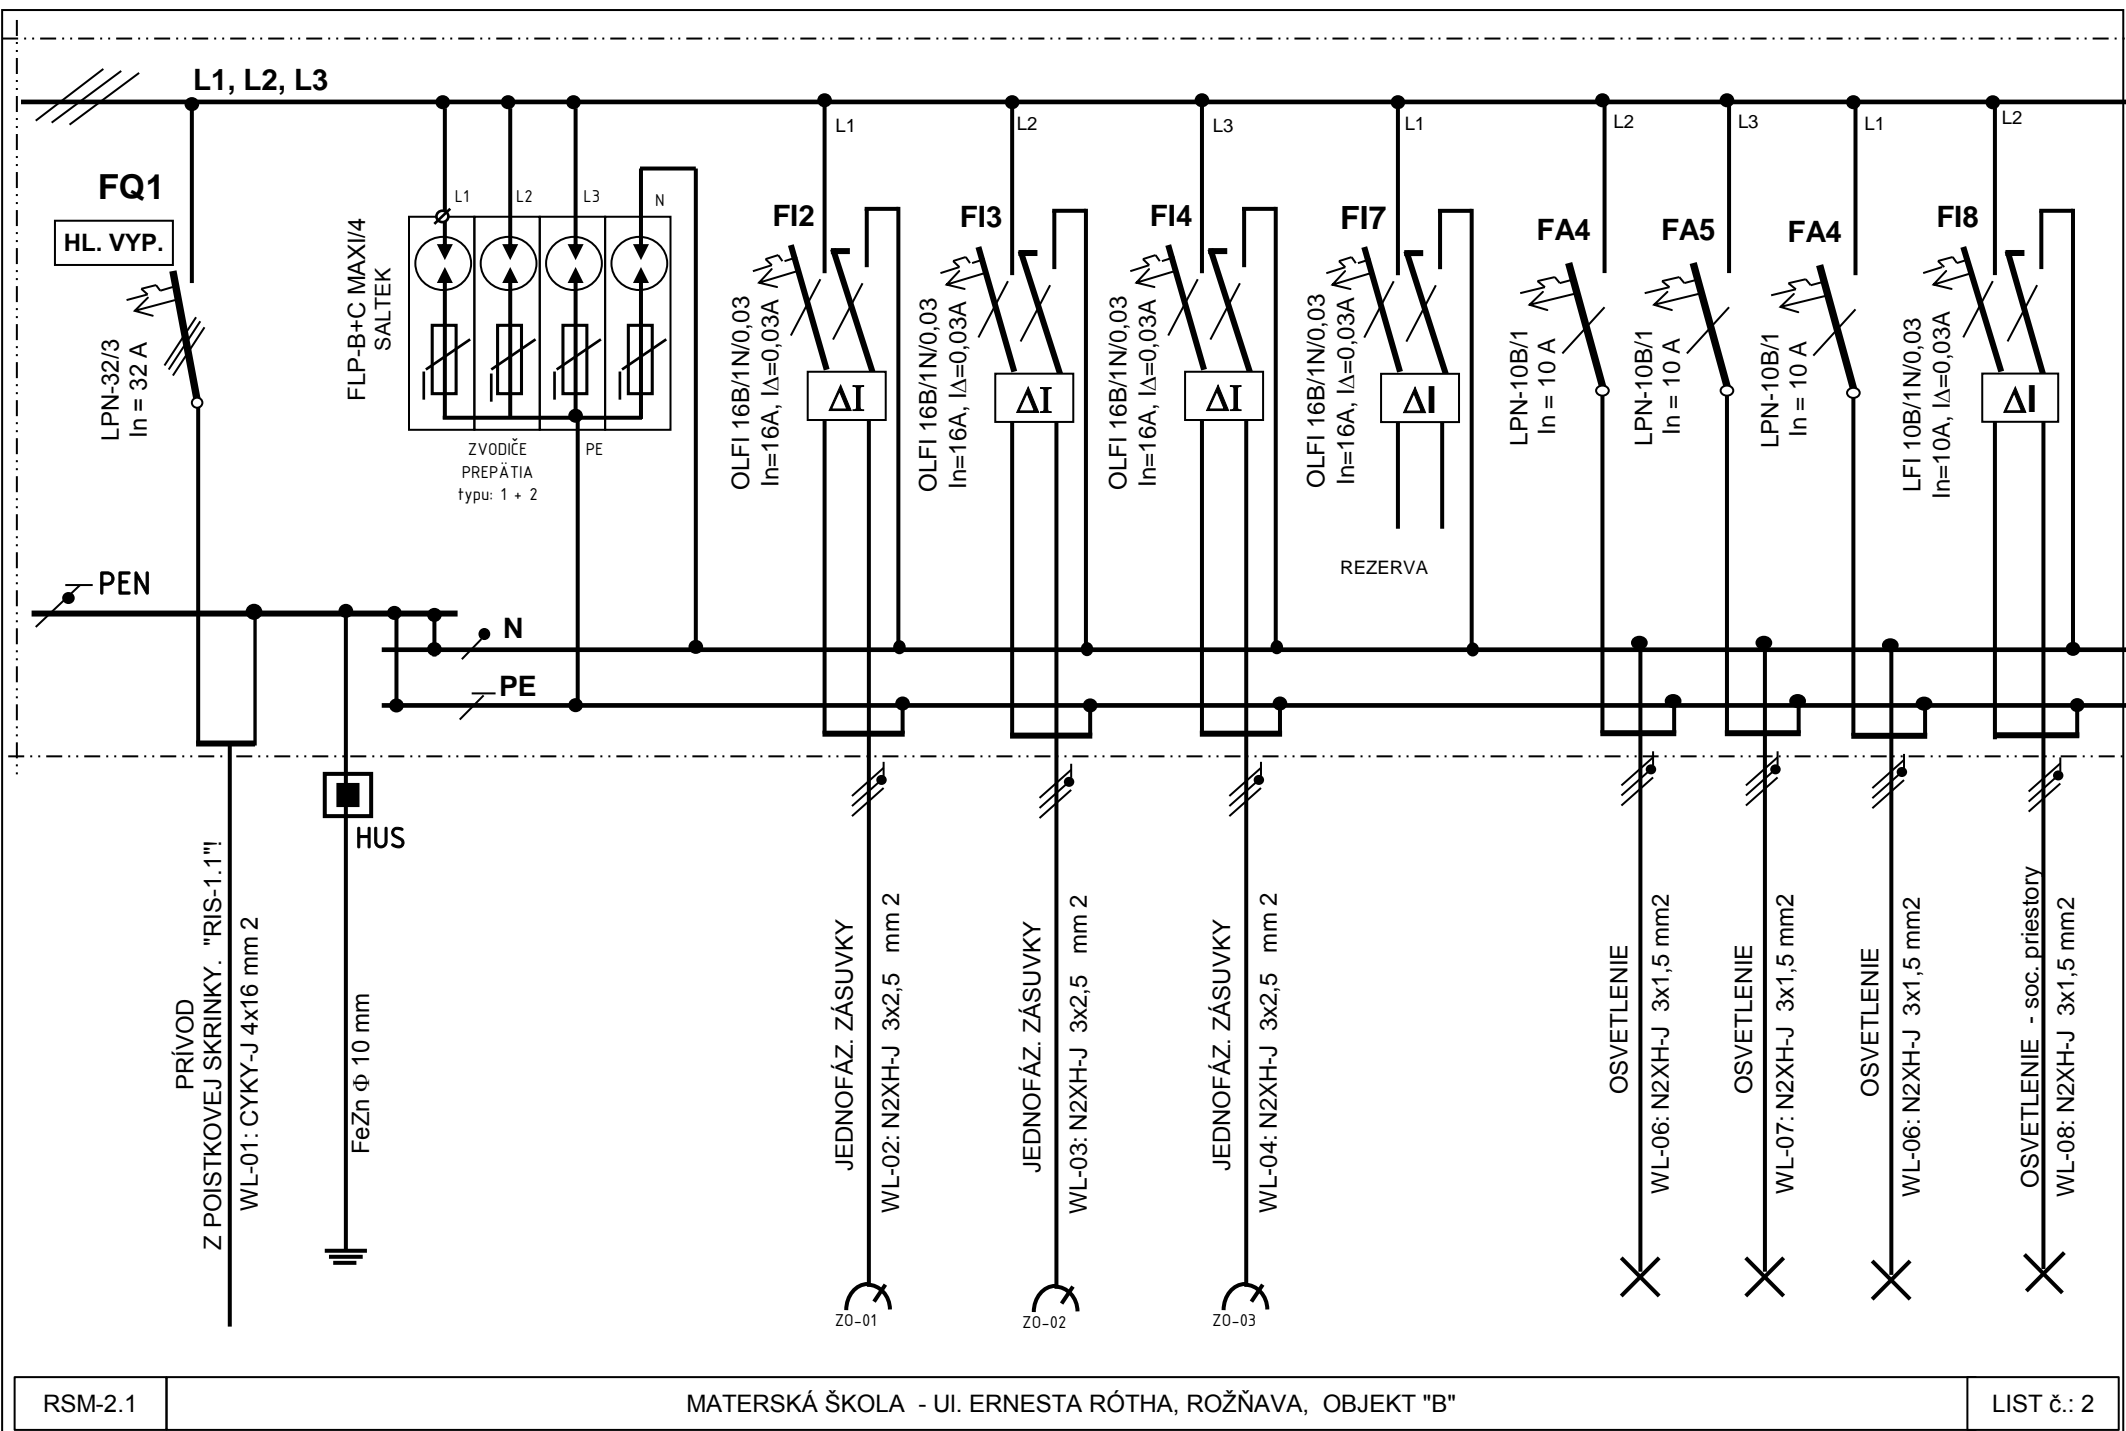 L1, L2, L3
FQ1
HL. VYP.
LPN-32/3
In = 32 A
FLP-B+C MAXI/4
SALTEK
L1
L2
L3
N
ZVODIČE
PREPÄTIA
typu: 1 + 2
PE
L1
FI2
OLFI 16B/1N/0,03
In=16A, I∆=0,03A
ΔI
L2
FI3
OLFI 16B/1N/0,03
In=16A, I∆=0,03A
ΔI
L3
FI4
OLFI 16B/1N/0,03
In=16A, I∆=0,03A
ΔI
L1
FI7
OLFI 16B/1N/0,03
In=16A, I∆=0,03A
ΔI
REZERVA
L2
FA4
LPN-10B/1
In = 10 A
L3
FA5
LPN-10B/1
In = 10 A
L1
FA4
LPN-10B/1
In = 10 A
L2
FI8
LFI 10B/1N/0,03
In=10A, I∆=0,03A
ΔI
PEN
N
PE
HUS
PRÍVOD
Z POISTKOVEJ SKRINKY. "RIS-1.1"!
WL-01: CYKY-J 4x16 mm 2
FeZn Φ 10 mm
JEDNOFÁZ. ZÁSUVKY
WL-02: N2XH-J 3x2,5 mm 2
ZO-01
JEDNOFÁZ. ZÁSUVKY
WL-03: N2XH-J 3x2,5 mm 2
ZO-02
JEDNOFÁZ. ZÁSUVKY
WL-04: N2XH-J 3x2,5 mm 2
ZO-03
OSVETLENIE
WL-06: N2XH-J 3x1,5 mm2
OSVETLENIE
WL-07: N2XH-J 3x1,5 mm2
OSVETLENIE
WL-06: N2XH-J 3x1,5 mm2
OSVETLENIE - soc. priestory
WL-08: N2XH-J 3x1,5 mm2
RSM-2.1
MATERSKÁ ŠKOLA - Ul. ERNESTA RÓTHA, ROŽŇAVA, OBJEKT "B"
LIST č.: 2